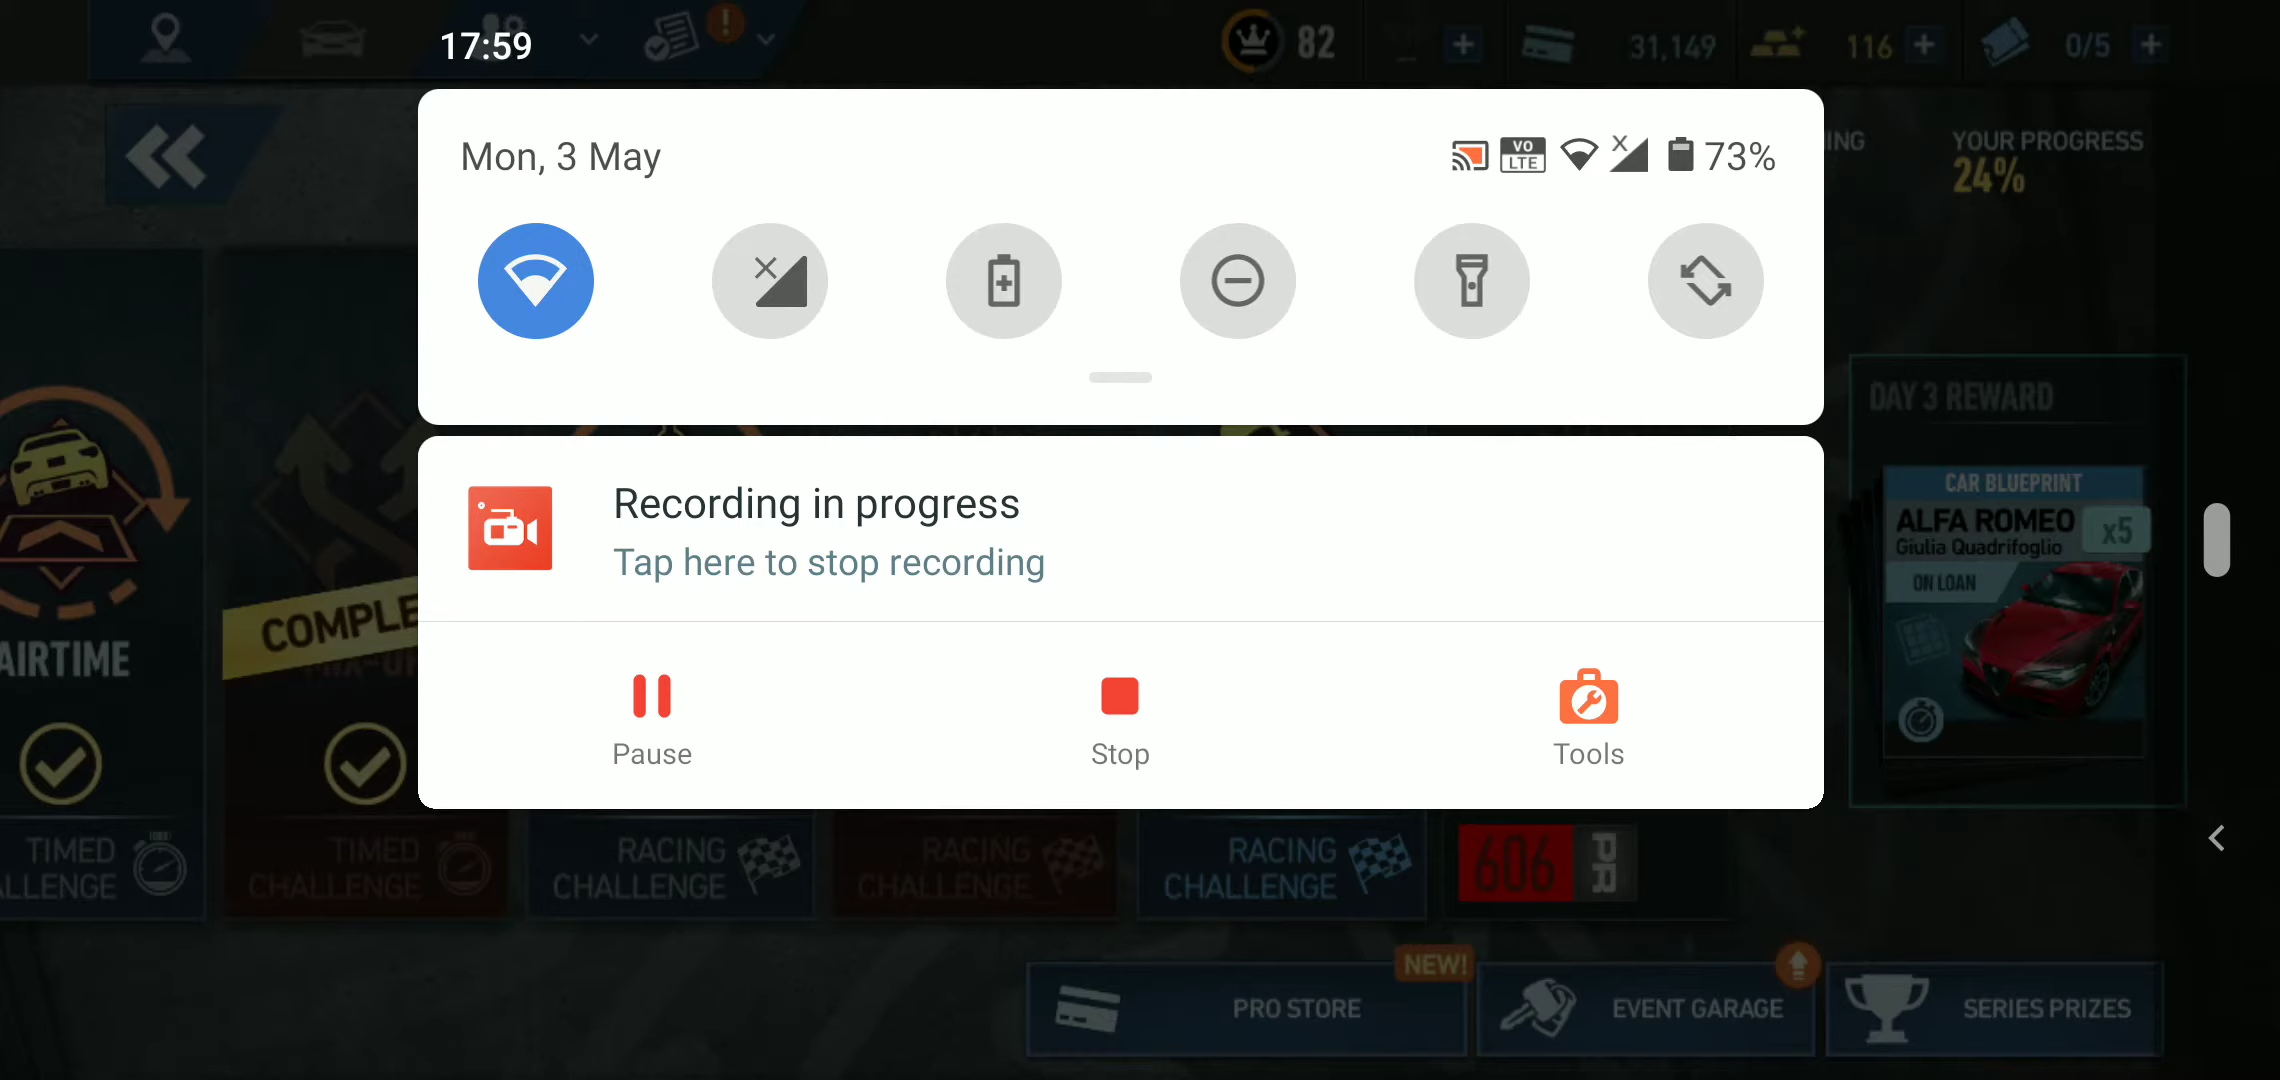 17:59
82
31,149
116
0/5
Mon, 3 May
VO
LTE
X
73%
YOUR PROGRESS
24%
Recording in progress
Tap here to stop recording
Pause
Stop
Tools
DAY 3 REWARD
CAR BLUEPRINT
ALFA ROMEO
Giulia Quadrifoglio
x5
ON LOAN
COMPLE
AIRTIME
TIMED
LLENGE
TIMED
CHALLENGE
RACING
CHALLENGE
RACING
CHALLENGE
RACING
CHALLENGE
606
PR
NEW!
PRO STORE
EVENT GARAGE
SERIES PRIZES